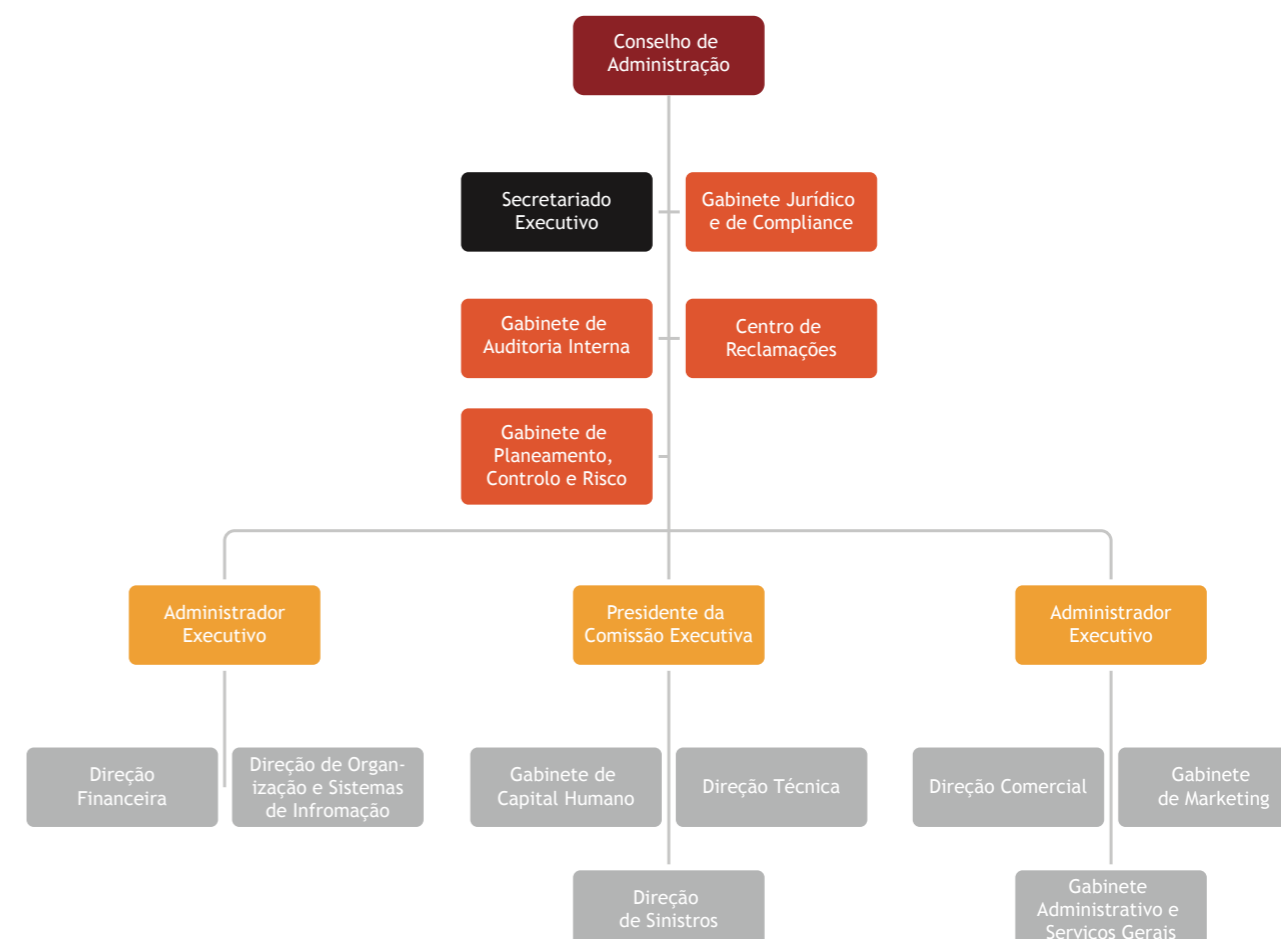 Conselho de
Administração
Secretariado
Executivo
Gabinete Jurídico
e de Compliance
Gabinete de
Auditoria Interna
Centro de
Reclamações
Gabinete de
Planeamento,
Controlo e Risco
Administrador
Executivo
Presidente da
Comissão Executiva
Administrador
Executivo
Direção
Financeira
Direção de Organ-
ização e Sistemas
de Infromação
Gabinete de
Capital Humano
Direção Técnica
Direção Comercial
Gabinete
de Marketing
Direção
de Sinistros
Gabinete
Administrativo e
Serviços Gerais